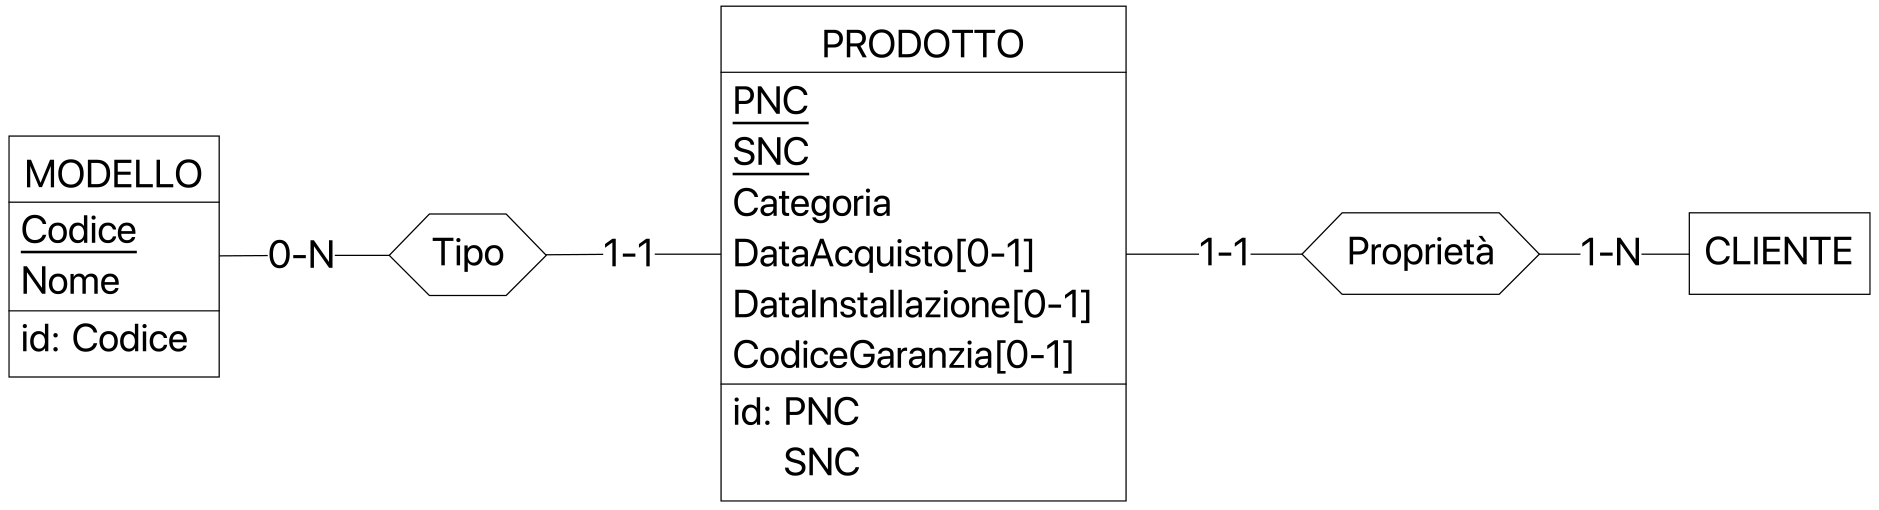 MODELLO
Codice
Nome
id: Codice
0-N
Tipo
1-1
PRODOTTO
PNC
SNC
Categoria
DataAcquisto[0-1]
DataInstallazione[0-1]
CodiceGaranzia[0-1]
id: PNC
SNC
1-1
Proprietà
1-N
CLIENTE